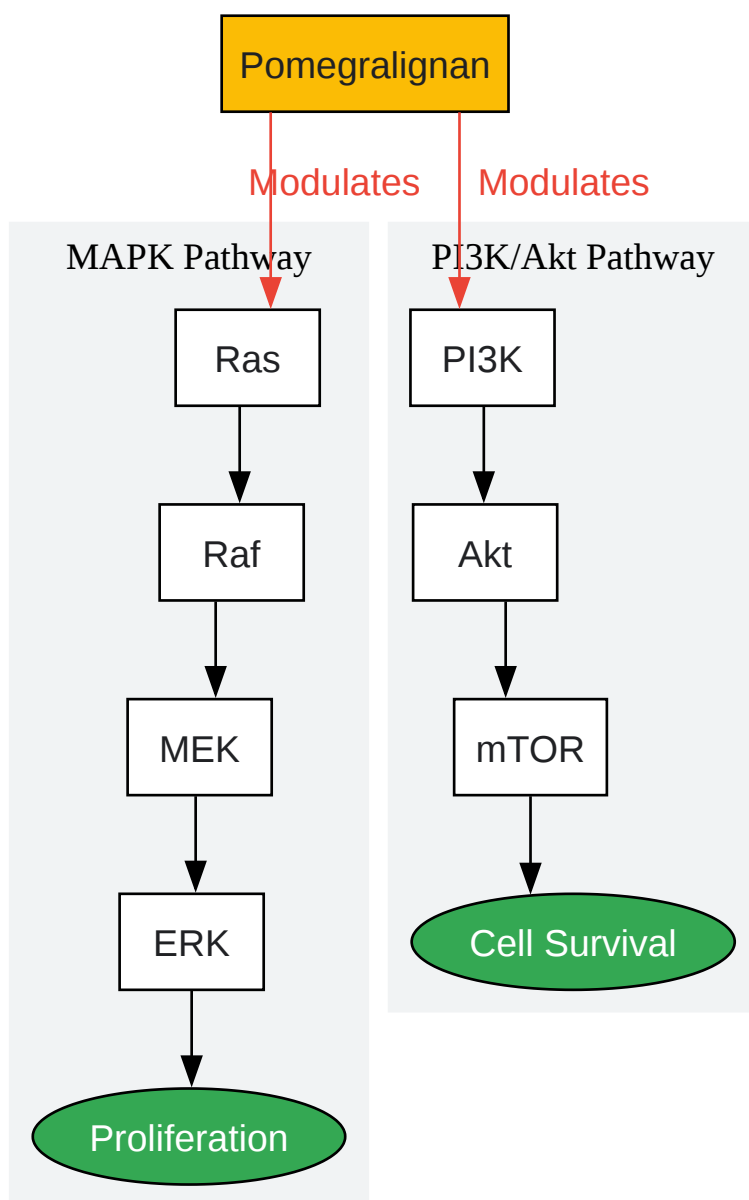 Pomegralignan
Modulates
Modulates
MAPK Pathway
PI3K/Akt Pathway
Ras
PI3K
Raf
Akt
MEK
mTOR
ERK
Cell Survival
Proliferation